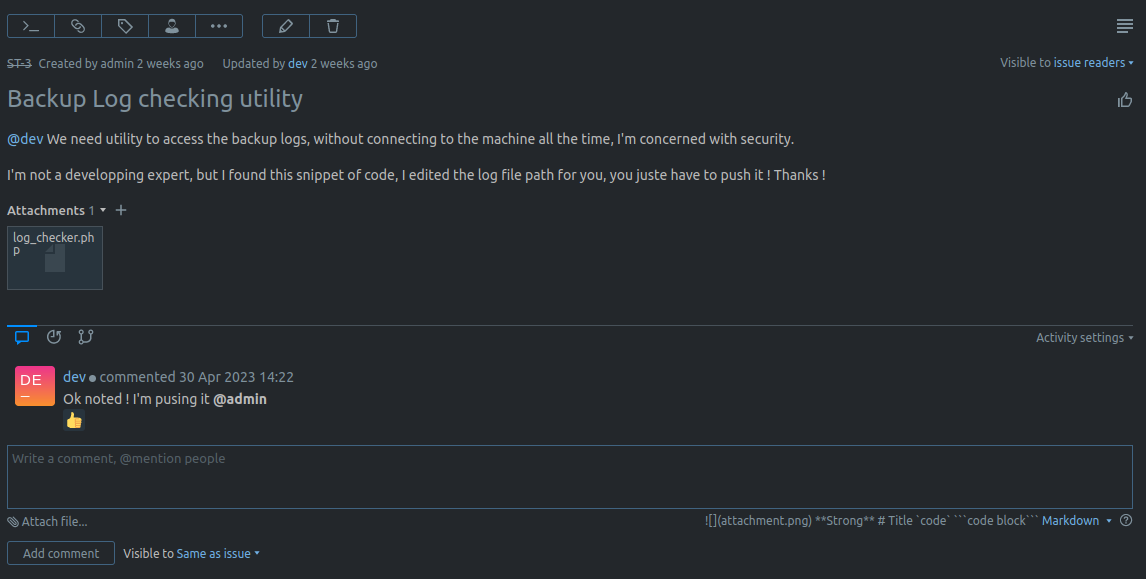 ST-3 Created by admin 2 weeks ago Updated by dev 2 weeks ago Visible to issue readers
Backup Log checking utility
@dev We need utility to access the backup logs, without connecting to the machine all the time, I'm concerned with security.
I'm not a developping expert, but I found this snippet of code, I edited the log file path for you, you juste have to push it ! Thanks !
Attachments 1
log_checker.ph
p
Activity settings
DE
dev commented 30 Apr 2023 14:22
Ok noted ! I'm pusing it @admin
Write a comment, @mention people
Attach file... ![](attachment.png) **Strong** # Title `code` ```code block``` Markdown
Add comment Visible to Same as issue